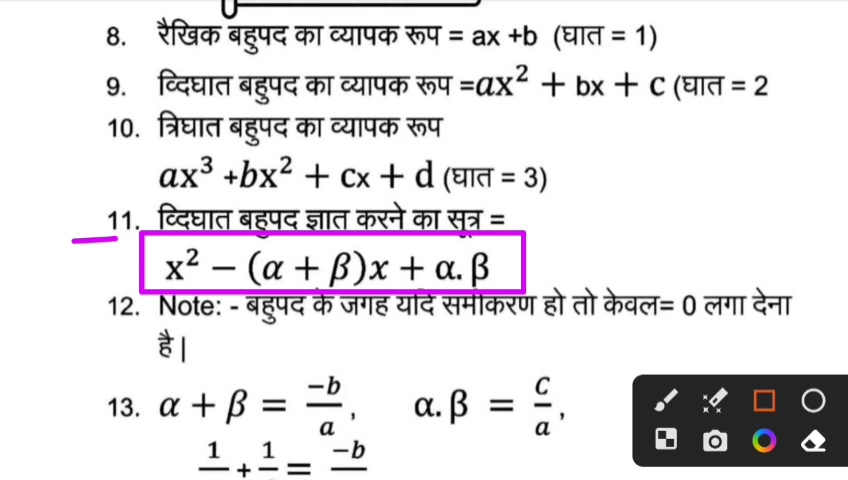 8. रैखिक बहुपद का व्यापक रूप = ax +b (घात = 1)
9. व्दिघात बहुपद का व्यापक रूप =ax² + bx + c (घात = 2
10. त्रिघात बहुपद का व्यापक रूप
ax³ +bx² + cx + d (घात = 3)
11. व्दिघात बहुपद ज्ञात करने का सूत्र =
x² − (α + β)x + α.β
12. Note: - बहुपद के जगह यदि समीकरण हो तो केवल= 0 लगा देना
है |
13. α + β = −b/a, α.β = c/a,
1/ + 1/ = −b/